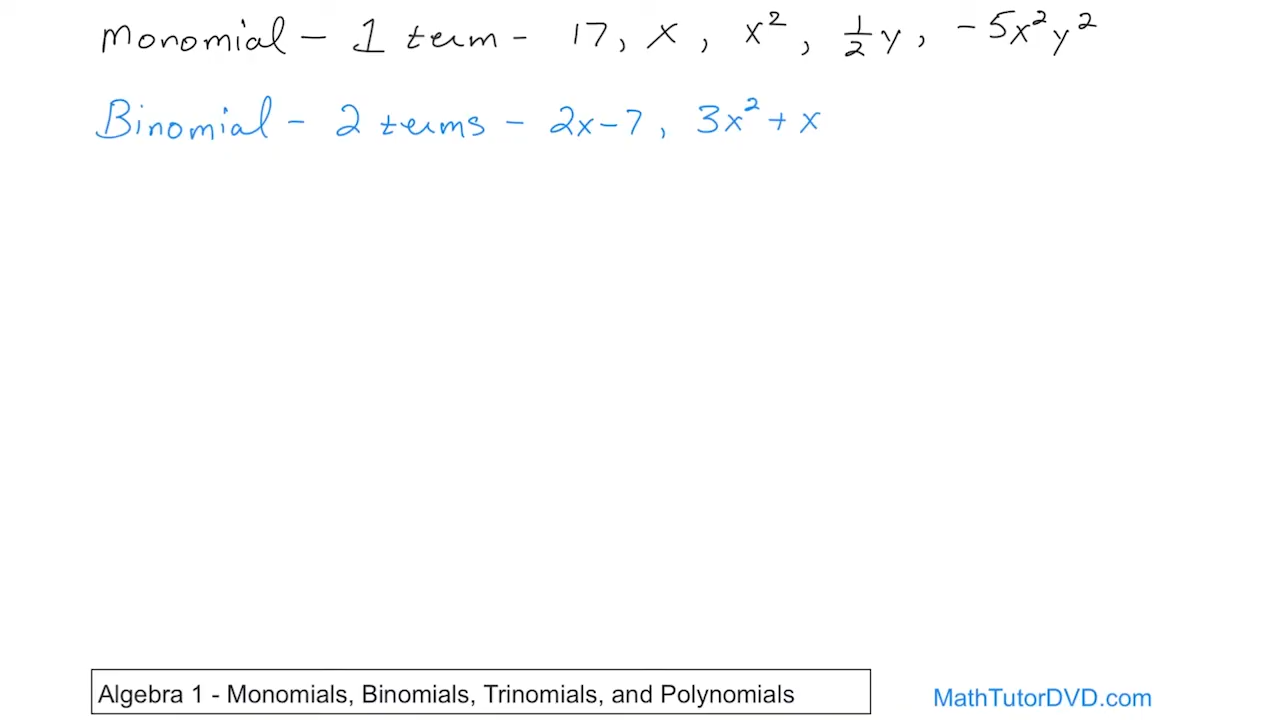 Monomial – 1 term – 17, x, x², ½y, -5x²y²
Binomial – 2 terms – 2x-7, 3x² + x
Algebra 1 - Monomials, Binomials, Trinomials, and Polynomials
MathTutorDVD.com